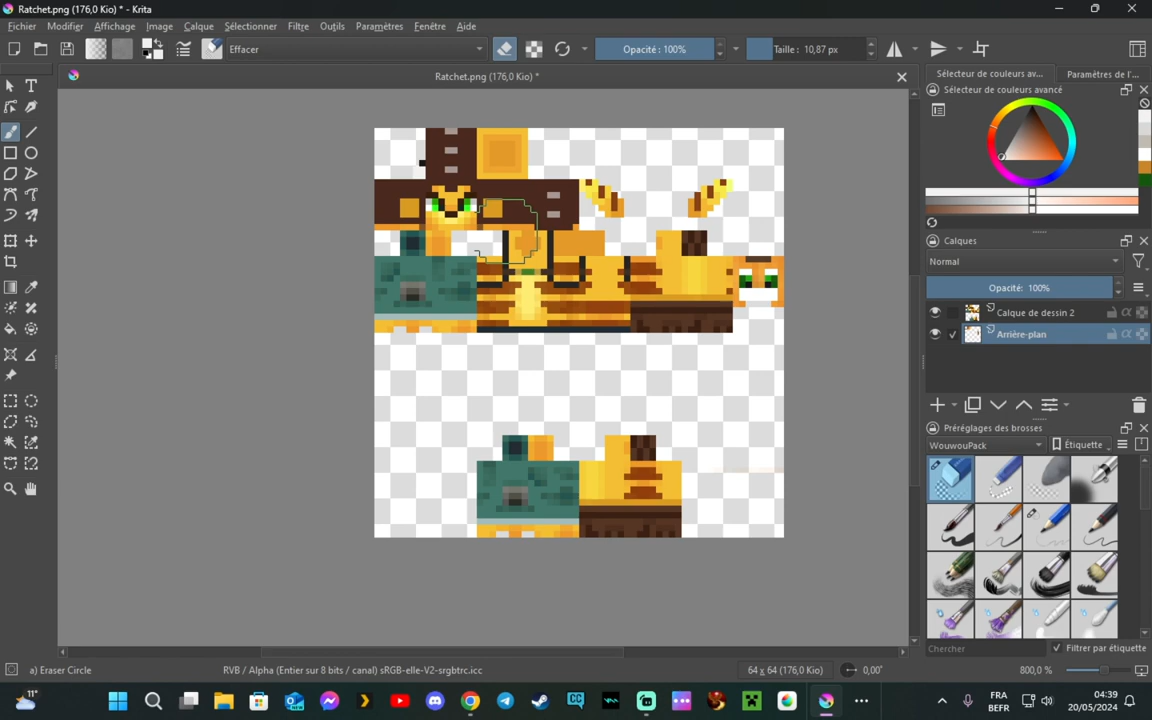 Ratchet.png (176,0 Kio) * - Krita
Fichier Modifier Affichage Image Calque Sélectionner Filtre Outils Paramètres Fenêtre Aide
Effacer
Opacité : 100%
Taille : 10,87 px
Ratchet.png (176,0 Kio) *
Sélecteur de couleurs av...
Paramètres de l'...
Sélecteur de couleurs avancé
Calques
Normal
Opacité: 100%
Calque de dessin 2
Arrière-plan
Préréglages des brosses
WouwouPack
Étiquette
Chercher
Filtrer par étiquette
a) Eraser Circle
RVB / Alpha (Entier sur 8 bits / canal) sRGB-elle-V2-srgbtrc.icc
64 x 64 (176,0 Kio)
0,00°
800,0 %
11°
FRA
BEFR
04:39
20/05/2024